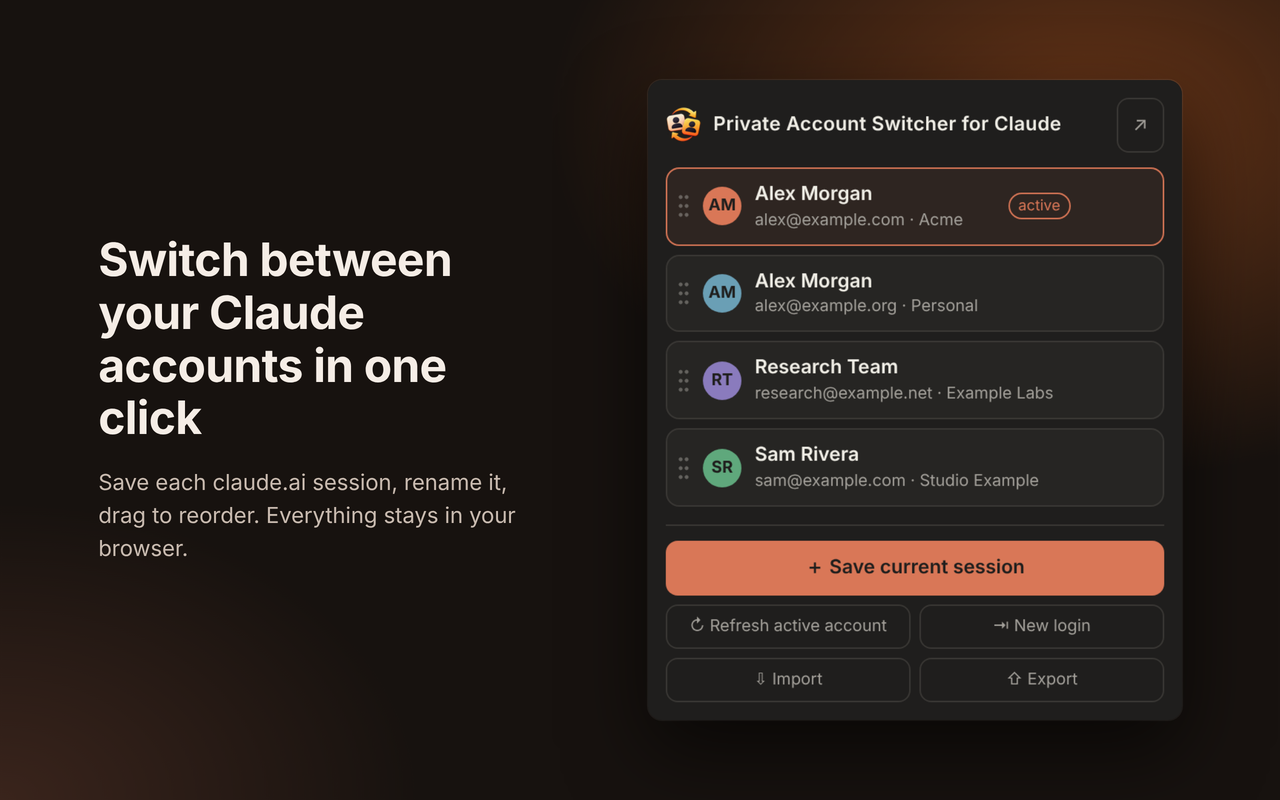 Switch between
your Claude
accounts in one
click
Save each claude.ai session, rename it,
drag to reorder. Everything stays in your
browser.
Private Account Switcher for Claude
↗
AM
Alex Morgan
alex@example.com · Acme
active
AM
Alex Morgan
alex@example.org · Personal
RT
Research Team
research@example.net · Example Labs
SR
Sam Rivera
sam@example.com · Studio Example
+ Save current session
↻ Refresh active account
⇥ New login
⇩ Import
⇧ Export